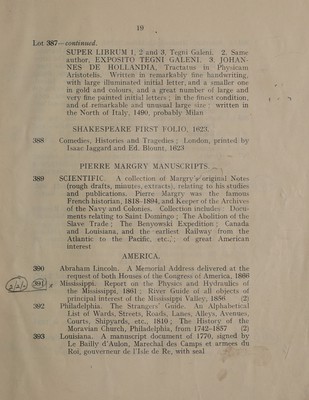 19
Lot 387—continued.
SUPER LIBRUM 1, 2 and 3, Tegni Galeni. 2. Same
author, EXPOSITO TEGNI GALENI. 3. JOHAN-
NES DE HOLLANDIA, Tractatus in Physicam
Aristotelis. Written in remarkably fine handwriting,
with large illuminated initial letter, and a smaller one
in gold and colours, and a great number of large and
very fine painted initial letters; in the finest condition,
and of remarkable and unusual large size; written in
the North of Italy, 1490, probably Milan
SHAKESPEARE FIRST FOLIO, 1623.
388 Comedies, Histories and Tragedies; London, printed by
Isaac Iaggard and Ed. Blount, 1623
PIERRE MARGRY MANUSCRIPTS.
389 SCIENTIFIC. A collection of Margry's original Notes
(rough drafts, minutes, extracts), relating to his studies
and publications. Pierre Margry was the famous
French historian, 1818-1894, and Keeper of the Archives
of the Navy and Colonies. Collection includes: Docu-
ments relating to Saint Domingo; The Abolition of the
Slave Trade; The Benyowski Expedition; Canada
and Louisiana, and the earliest Railway from the
Atlantic to the Pacific, etc.; of great American
interest
AMERICA.
390 Abraham Lincoln. A Memorial Address delivered at the
request of both Houses of the Congress of America, 1866
391 Mississippi. Report on the Physics and Hydraulics of
the Mississippi, 1861; River Guide of all objects of
principal interest of the Mississippi Valley, 1856 (2)
392 Philadelphia. The Strangers' Guide. An Alphabetical
List of Wards, Streets, Roads, Lanes, Alleys, Avenues,
Courts, Shipyards, etc., 1810; The History of the
Moravian Church, Philadelphia, from 1742-1857 (2)
393 Louisiana. A manuscript document of 1770, signed by
Le Bailly d'Aulon, Marechal des Camps et armees du
Roi, gouverneur de l'Isle de Re, with seal